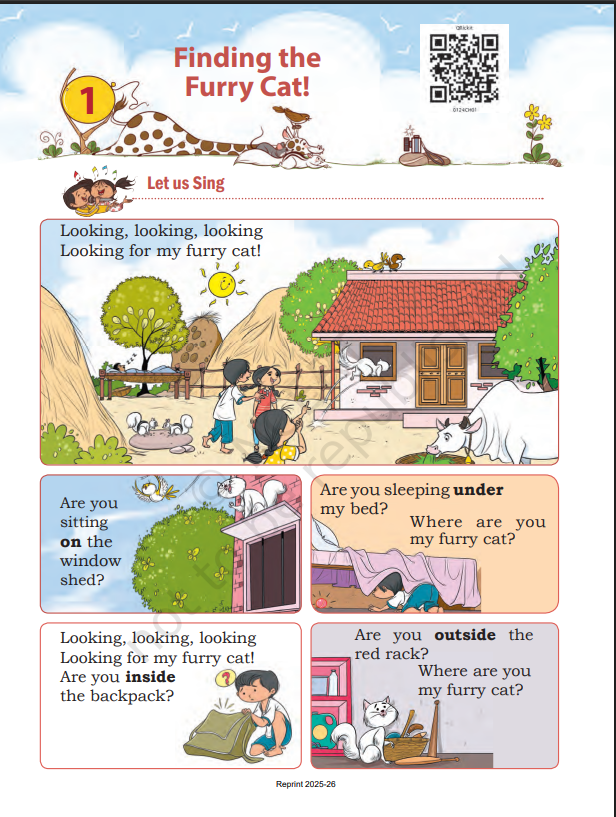 Finding the
Furry Cat!
1
Let us Sing
Looking, looking, looking
Looking for my furry cat!
zzz
Are you
sitting
on the
window
shed?
Are you sleeping under
my bed?
Where are you
my furry cat?
Looking, looking, looking
Looking for my furry cat!
Are you inside
the backpack?
?
Are you outside the
red rack?
Where are you
my furry cat?
Reprint 2025-26